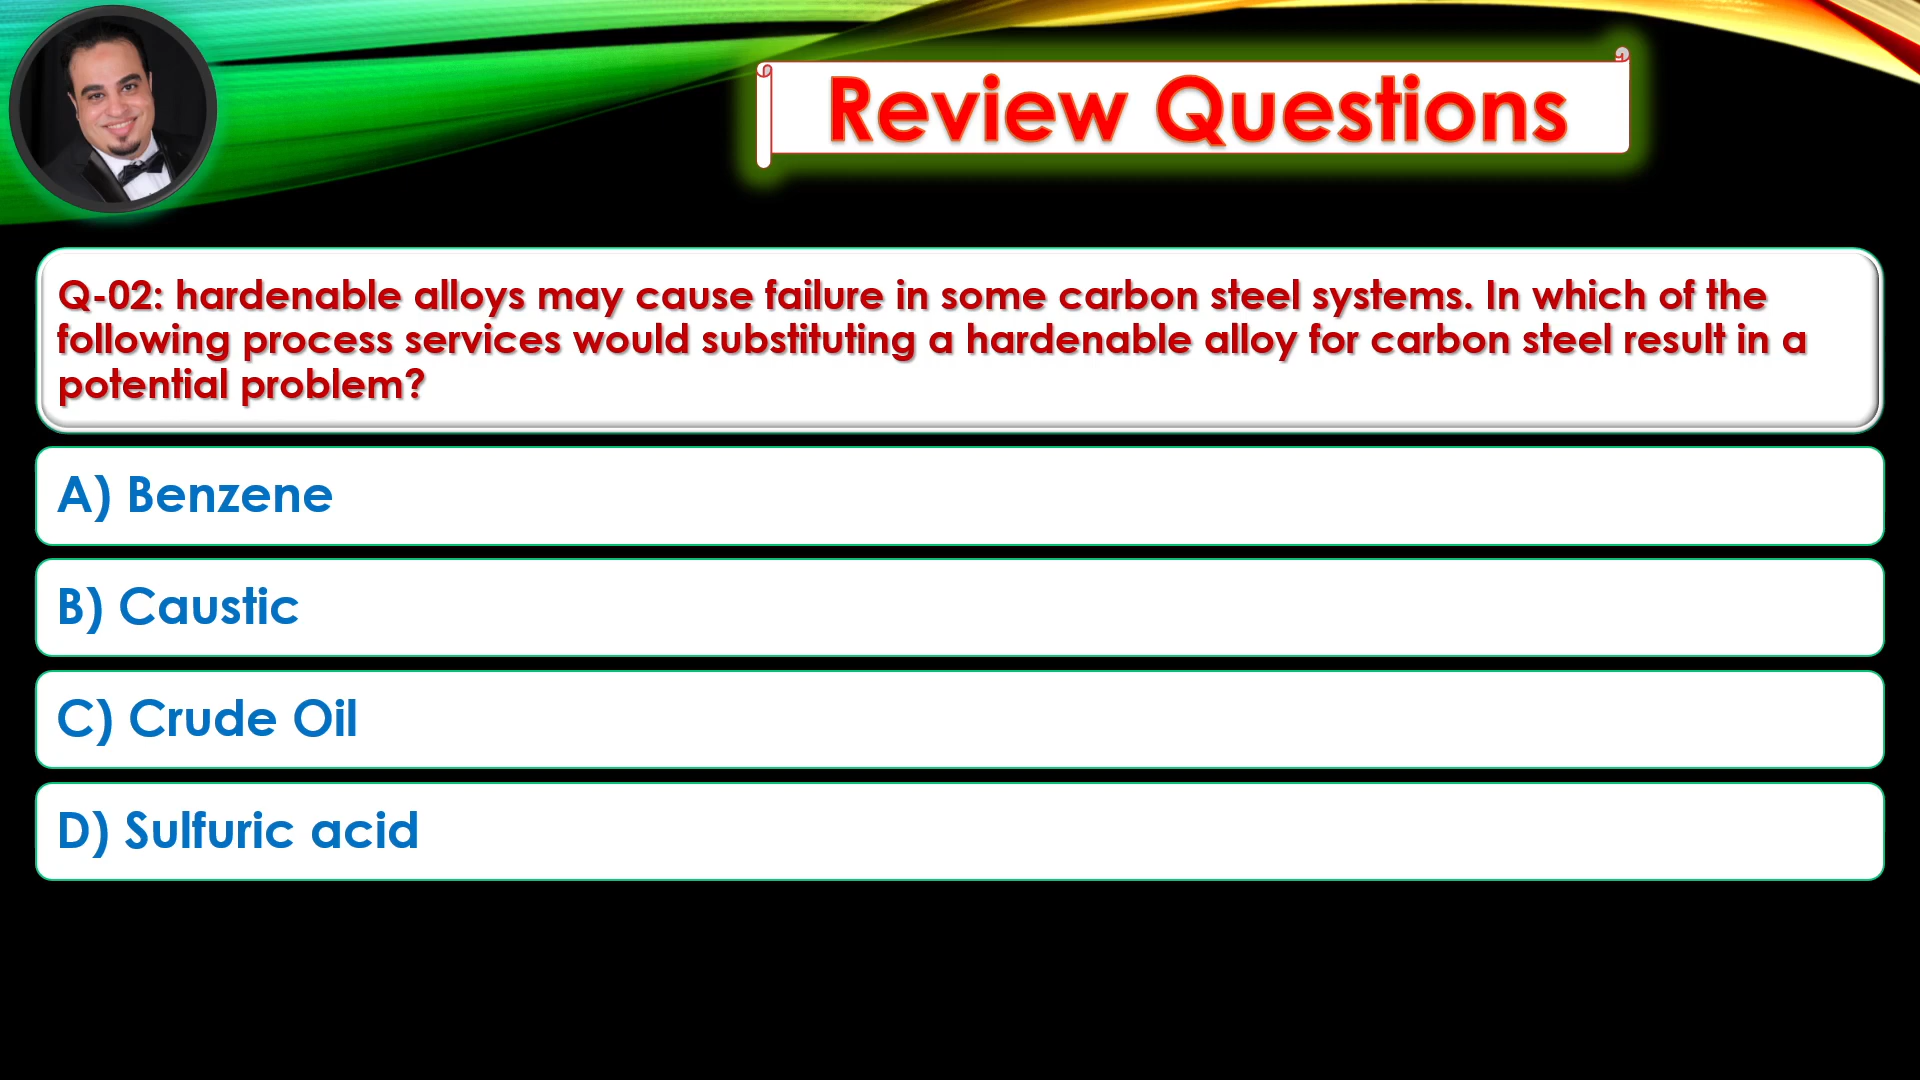 Review Questions
Q-02: hardenable alloys may cause failure in some carbon steel systems. In which of the
following process services would substituting a hardenable alloy for carbon steel result in a
potential problem?
A) Benzene
B) Caustic
C) Crude Oil
D) Sulfuric acid